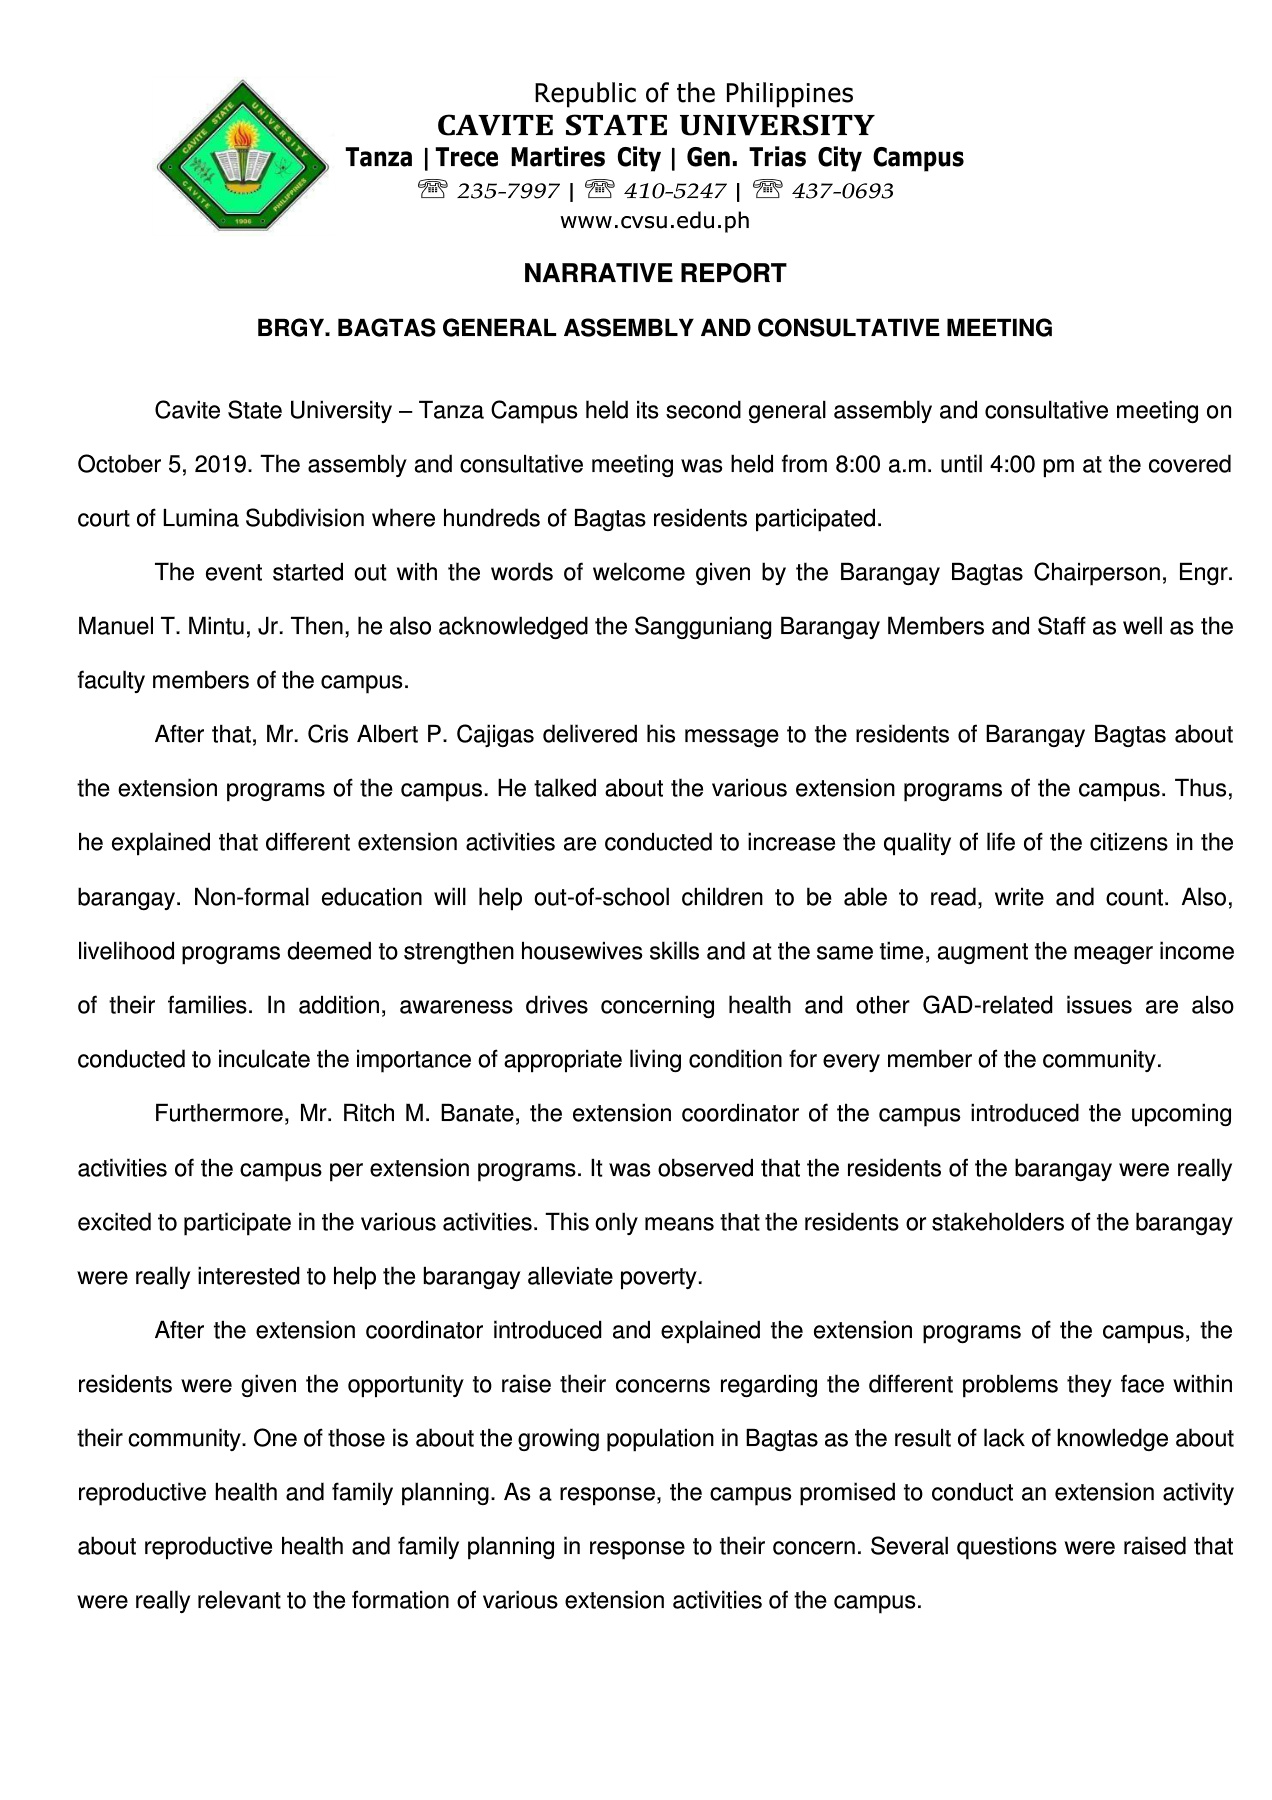 Republic of the Philippines
CAVITE STATE UNIVERSITY
Tanza | Trece Martires City | Gen. Trias City Campus
☏ 235-7997 | ☏ 410-5247 | ☏ 437-0693
www.cvsu.edu.ph
CAVITE STATE UNIVERSITY
CAVITE PHILIPPINES
1906
NARRATIVE REPORT
BRGY. BAGTAS GENERAL ASSEMBLY AND CONSULTATIVE MEETING
Cavite State University – Tanza Campus held its second general assembly and consultative meeting on
October 5, 2019. The assembly and consultative meeting was held from 8:00 a.m. until 4:00 pm at the covered
court of Lumina Subdivision where hundreds of Bagtas residents participated.
The event started out with the words of welcome given by the Barangay Bagtas Chairperson, Engr.
Manuel T. Mintu, Jr. Then, he also acknowledged the Sangguniang Barangay Members and Staff as well as the
faculty members of the campus.
After that, Mr. Cris Albert P. Cajigas delivered his message to the residents of Barangay Bagtas about
the extension programs of the campus. He talked about the various extension programs of the campus. Thus,
he explained that different extension activities are conducted to increase the quality of life of the citizens in the
barangay. Non-formal education will help out-of-school children to be able to read, write and count. Also,
livelihood programs deemed to strengthen housewives skills and at the same time, augment the meager income
of their families. In addition, awareness drives concerning health and other GAD-related issues are also
conducted to inculcate the importance of appropriate living condition for every member of the community.
Furthermore, Mr. Ritch M. Banate, the extension coordinator of the campus introduced the upcoming
activities of the campus per extension programs. It was observed that the residents of the barangay were really
excited to participate in the various activities. This only means that the residents or stakeholders of the barangay
were really interested to help the barangay alleviate poverty.
After the extension coordinator introduced and explained the extension programs of the campus, the
residents were given the opportunity to raise their concerns regarding the different problems they face within
their community. One of those is about the growing population in Bagtas as the result of lack of knowledge about
reproductive health and family planning. As a response, the campus promised to conduct an extension activity
about reproductive health and family planning in response to their concern. Several questions were raised that
were really relevant to the formation of various extension activities of the campus.